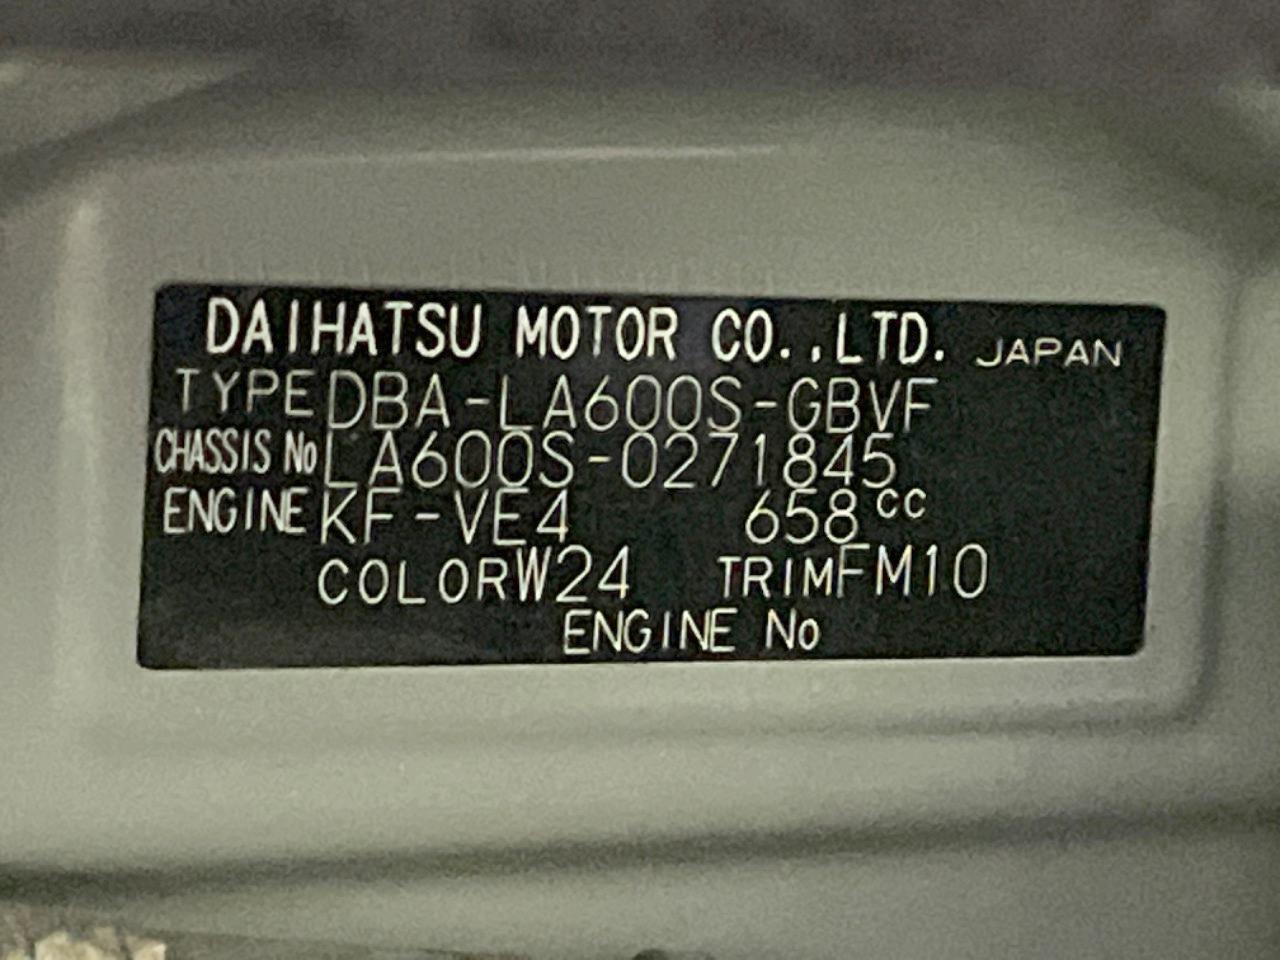 DAIHATSU MOTOR CO.,LTD. JAPAN
TYPE DBA-LA600S-GBVF
CHASSIS No LA600S-0271845
ENGINE KF-VE4 658cc
COLOR W24 TRIM FM10
ENGINE No